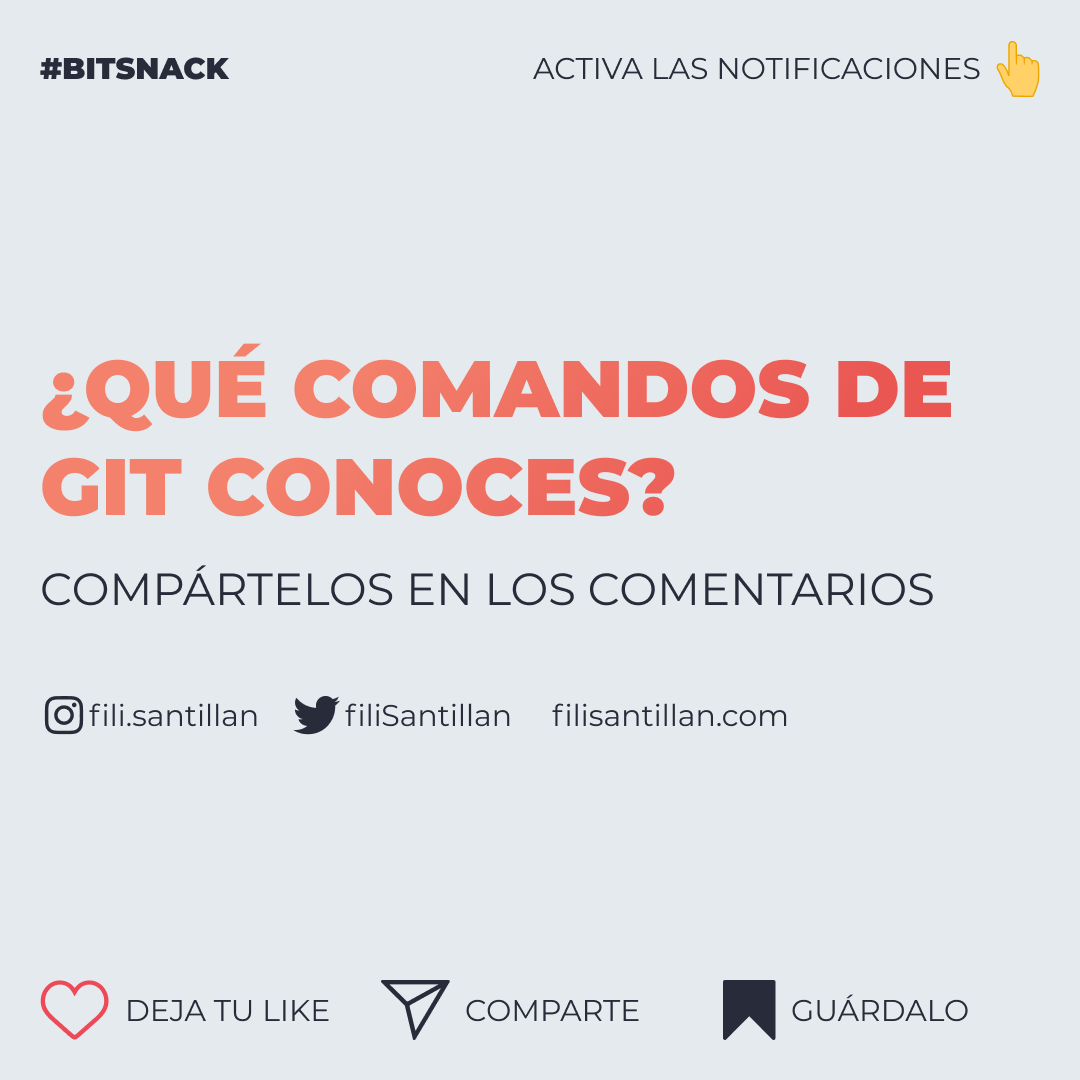 #BITSNACK
ACTIVA LAS NOTIFICACIONES
¿QUÉ COMANDOS DE
GIT CONOCES?
COMPÁRTELOS EN LOS COMENTARIOS
fili.santillan filiSantillan filisantillan.com
DEJA TU LIKE COMPARTE GUÁRDALO